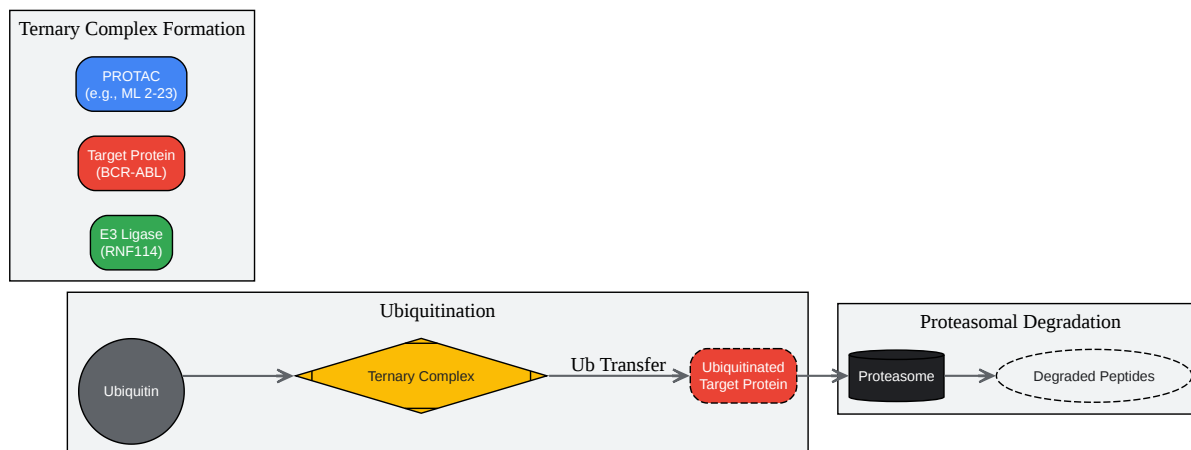 Ternary Complex Formation
PROTAC
(e.g., ML 2-23)
Target Protein
(BCR-ABL)
E3 Ligase
(RNF114)
Ubiquitination
Ubiquitin
Ternary Complex
Ub Transfer
Ubiquitinated
Target Protein
Proteasomal Degradation
Proteasome
Degraded Peptides